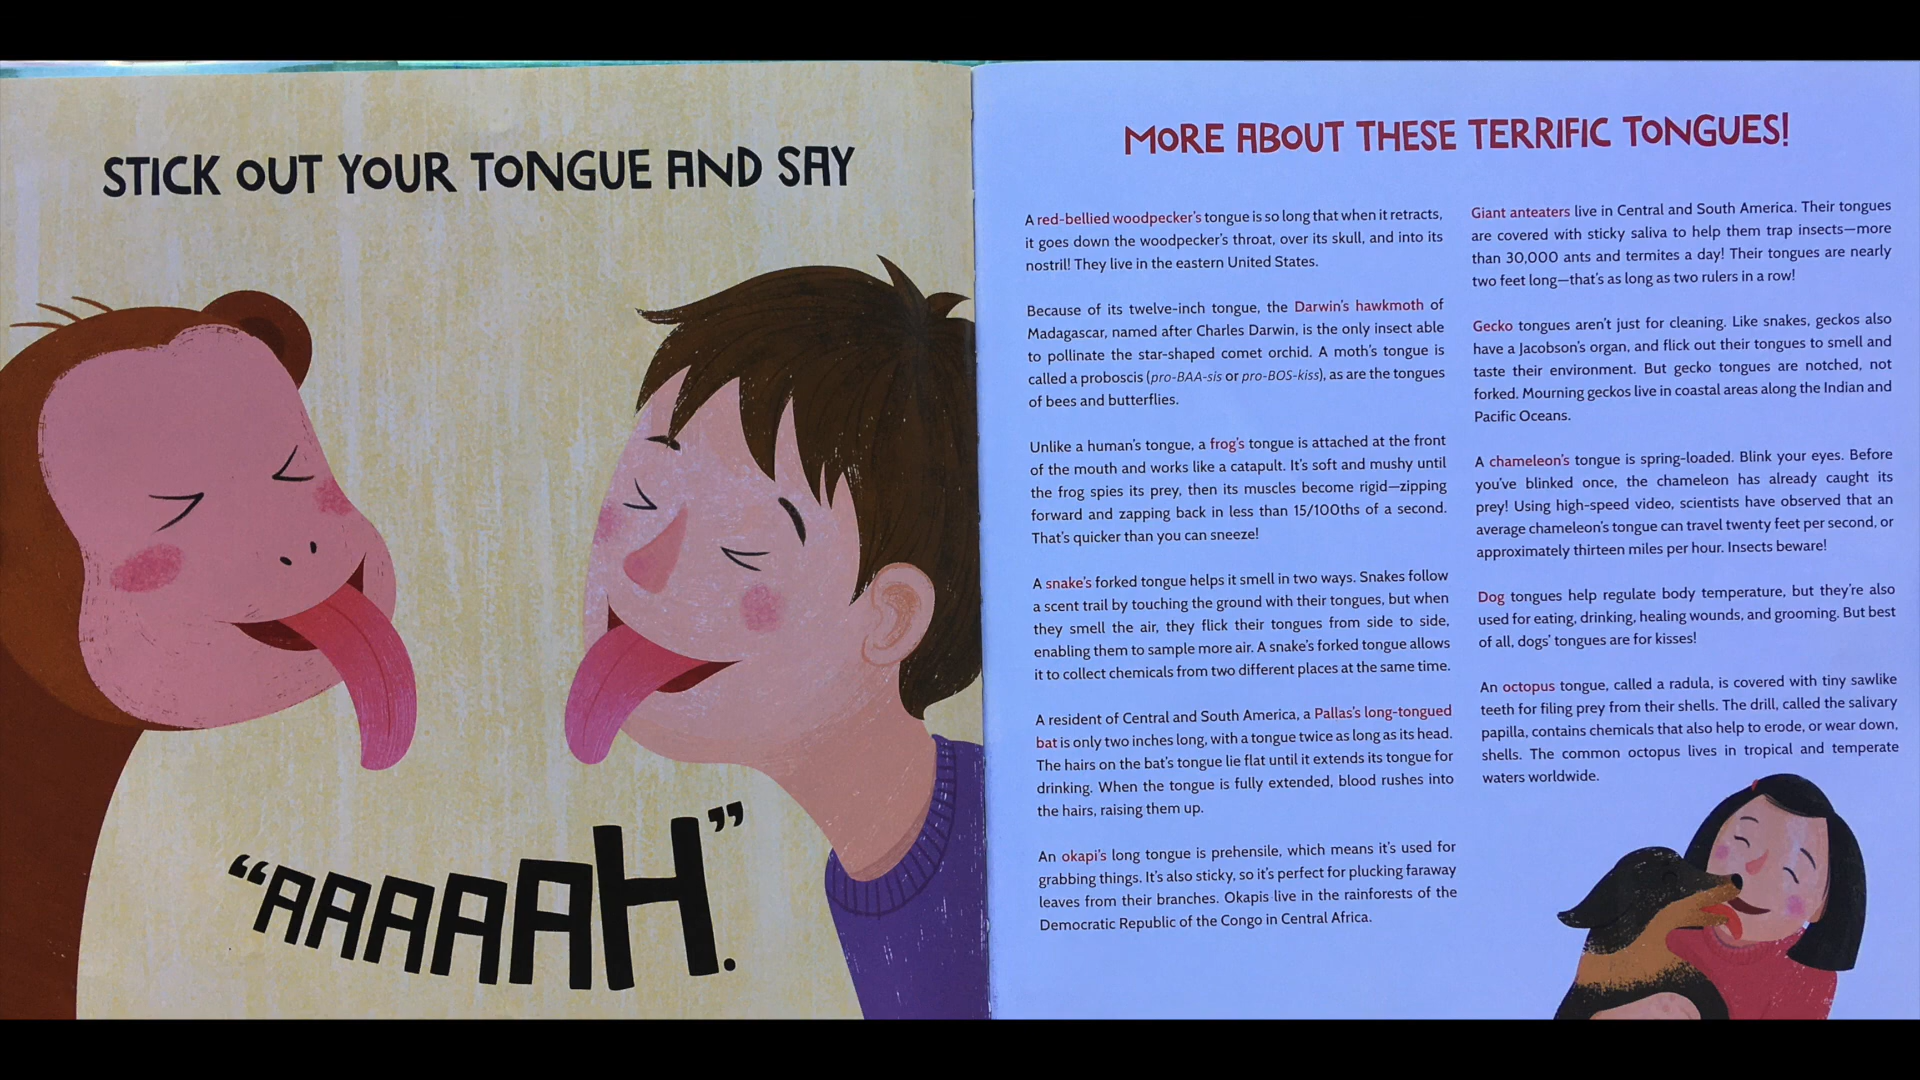 STICK OUT YOUR TONGUE AND SAY
“AAAAAH.”
MORE ABOUT THESE TERRIFIC TONGUES!
A red-bellied woodpecker's tongue is so long that when it retracts,
it goes down the woodpecker's throat, over its skull, and into its
nostril! They live in the eastern United States.
Because of its twelve-inch tongue, the Darwin's hawkmoth of
Madagascar, named after Charles Darwin, is the only insect able
to pollinate the star-shaped comet orchid. A moth's tongue is
called a proboscis (pro-BAA-sis or pro-BOS-kiss), as are the tongues
of bees and butterflies.
Unlike a human's tongue, a frog's tongue is attached at the front
of the mouth and works like a catapult. It's soft and mushy until
the frog spies its prey, then its muscles become rigid—zipping
forward and zapping back in less than 15/100ths of a second.
That's quicker than you can sneeze!
A snake's forked tongue helps it smell in two ways. Snakes follow
a scent trail by touching the ground with their tongues, but when
they smell the air, they flick their tongues from side to side,
enabling them to sample more air. A snake's forked tongue allows
it to collect chemicals from two different places at the same time.
A resident of Central and South America, a Pallas's long-tongued
bat is only two inches long, with a tongue twice as long as its head.
The hairs on the bat's tongue lie flat until it extends its tongue for
drinking. When the tongue is fully extended, blood rushes into
the hairs, raising them up.
An okapi's long tongue is prehensile, which means it's used for
grabbing things. It's also sticky, so it's perfect for plucking faraway
leaves from their branches. Okapis live in the rainforests of the
Democratic Republic of the Congo in Central Africa.
Giant anteaters live in Central and South America. Their tongues
are covered with sticky saliva to help them trap insects—more
than 30,000 ants and termites a day! Their tongues are nearly
two feet long—that's as long as two rulers in a row!
Gecko tongues aren't just for cleaning. Like snakes, geckos also
have a Jacobson's organ, and flick out their tongues to smell and
taste their environment. But gecko tongues are notched, not
forked. Mourning geckos live in coastal areas along the Indian and
Pacific Oceans.
A chameleon's tongue is spring-loaded. Blink your eyes. Before
you've blinked once, the chameleon has already caught its
prey! Using high-speed video, scientists have observed that an
average chameleon's tongue can travel twenty feet per second, or
approximately thirteen miles per hour. Insects beware!
Dog tongues help regulate body temperature, but they're also
used for eating, drinking, healing wounds, and grooming. But best
of all, dogs' tongues are for kisses!
An octopus tongue, called a radula, is covered with tiny sawlike
teeth for filing prey from their shells. The drill, called the salivary
papilla, contains chemicals that also help to erode, or wear down,
shells. The common octopus lives in tropical and temperate
waters worldwide.